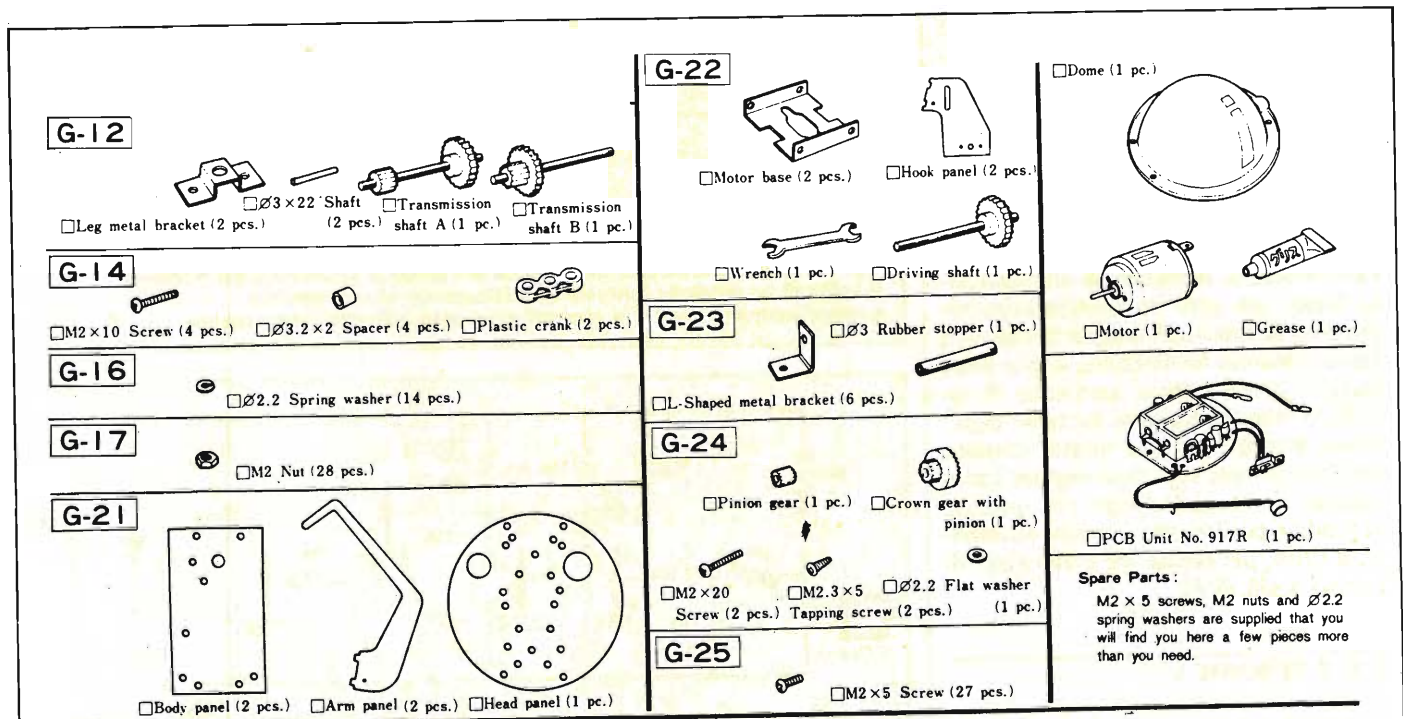 G-12
□Leg metal bracket (2 pcs.)
□Ø3×22 Shaft
(2 pcs.)
□Transmission
shaft A (1 pc.)
□Transmission
shaft B (1 pc.)
G-14
□M2×10 Screw (4 pcs.) □Ø3.2×2 Spacer (4 pcs.) □Plastic crank (2 pcs.)
G-16
□Ø2.2 Spring washer (14 pcs.)
G-17
□M2 Nut (28 pcs.)
G-21
□Body panel (2 pcs.) □Arm panel (2 pcs.) □Head panel (1 pc.)
G-22
□Motor base (2 pcs.) □Hook panel (2 pcs.)
□Wrench (1 pc.) □Driving shaft (1 pc.)
G-23
□Ø3 Rubber stopper (1 pc.)
□L-Shaped metal bracket (6 pcs.)
G-24
□Pinion gear (1 pc.) □Crown gear with
pinion (1 pc.)
□M2×20
Screw (2 pcs.)
□M2.3×5
Tapping screw (2 pcs.)
□Ø2.2 Flat washer
(1 pc.)
G-25
□M2×5 Screw (27 pcs.)
□Dome (1 pc.)
グリス
□Motor (1 pc.) □Grease (1 pc.)
□PCB Unit No. 917R (1 pc.)
Spare Parts:
M2 × 5 screws, M2 nuts and Ø2.2
spring washers are supplied that you
will find you here a few pieces more
than you need.